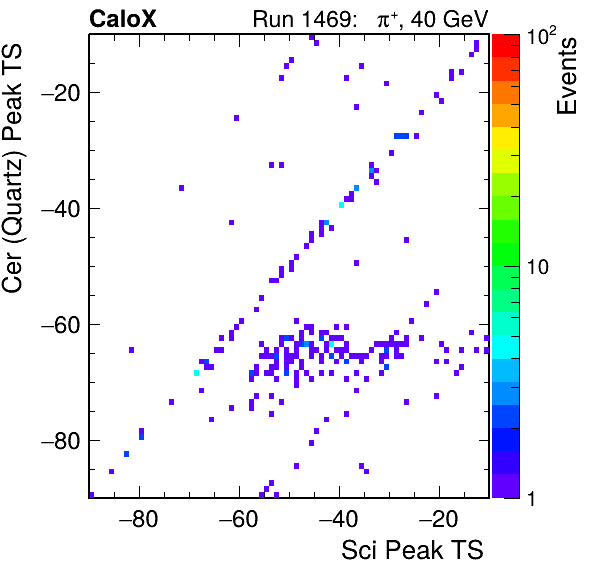 CaloX Run 1469: π⁺, 40 GeV
Cer (Quartz) Peak TS
−20
−40
−60
−80
−80 −60 −40 −20
Sci Peak TS
10²
10
1
Events